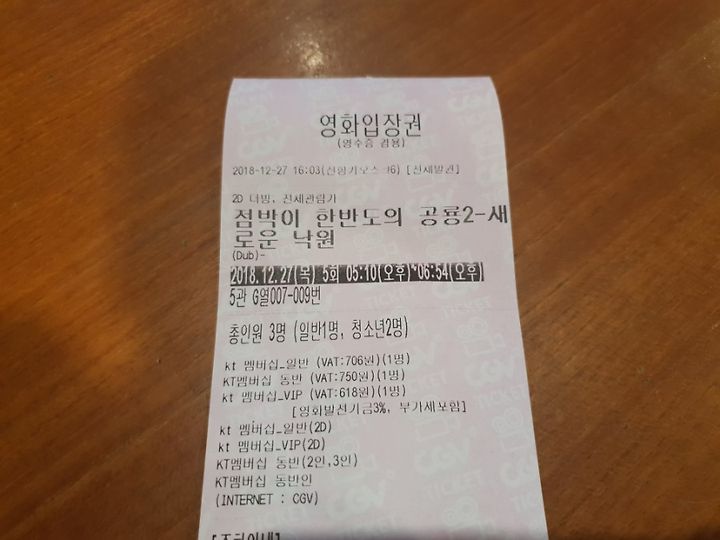 영화입장권
(영수증 겸용)
2018-12-27 16:03(신형키오스크6) [전체발권]
2D 더빙, 전체관람가
점박이 한반도의 공룡2-새
로운 낙원
(Dub)-
2018.12.27(목) 5회 05:10(오후)~06:54(오후)
5관 G열007-009번
총인원 3명 (일반1명, 청소년2명)
kt 멤버십_일반 (VAT:706원)(1명)
KT멤버십 동반 (VAT:750원)(1명)
kt 멤버십_VIP (VAT:618원)(1명)
[영화발전기금3%, 부가세포함]
kt 멤버십_일반(2D)
kt 멤버십_VIP(2D)
KT멤버십 동반(2인,3인)
KT멤버십 동반인
(INTERNET : CGV)